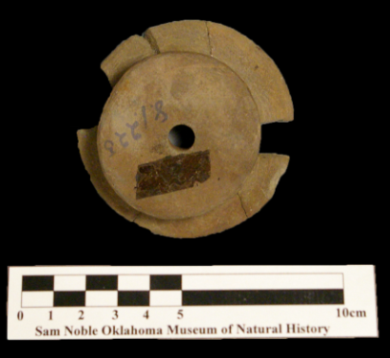 0 1 2 3 4 5 10cm
Sam Noble Oklahoma Museum of Natural History